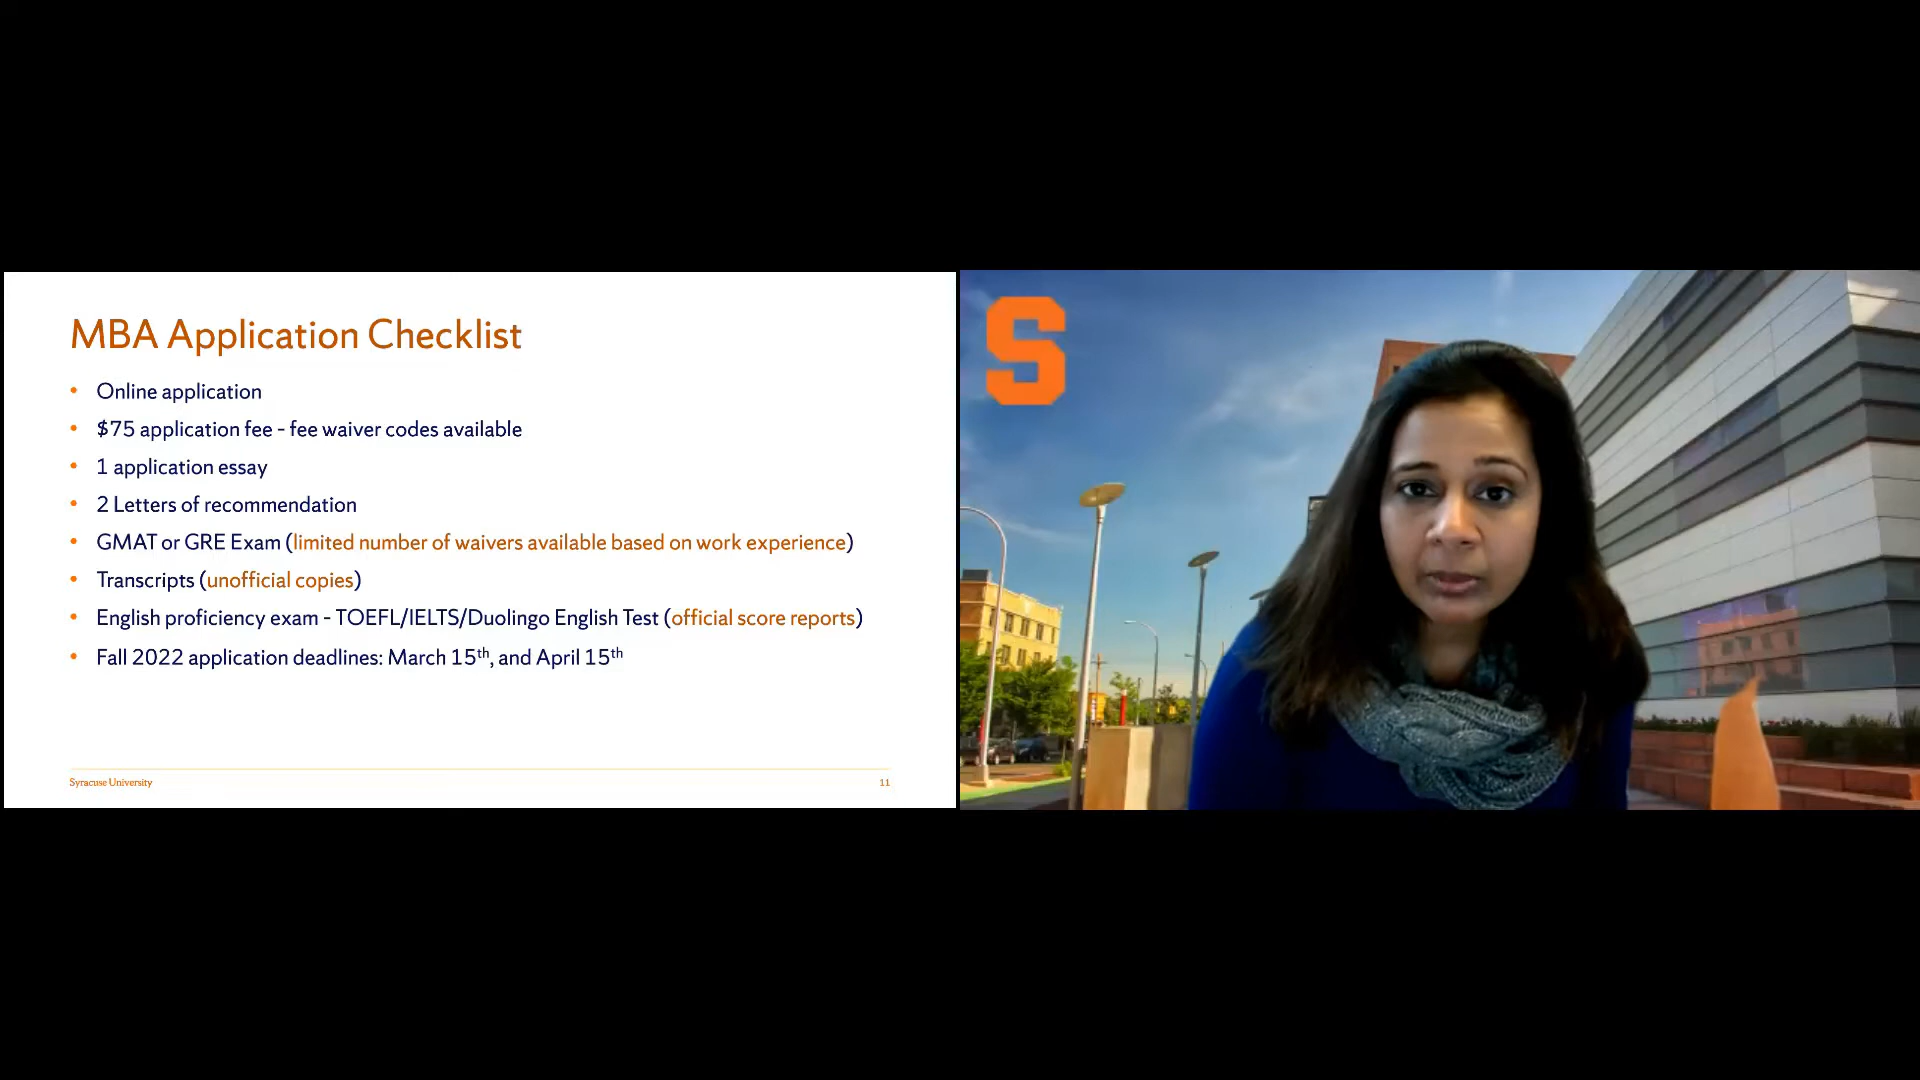 MBA Application Checklist
• Online application
• $75 application fee - fee waiver codes available
• 1 application essay
• 2 Letters of recommendation
• GMAT or GRE Exam (limited number of waivers available based on work experience)
• Transcripts (unofficial copies)
• English proficiency exam - TOEFL/IELTS/Duolingo English Test (official score reports)
• Fall 2022 application deadlines: March 15th, and April 15th
Syracuse University
11
S